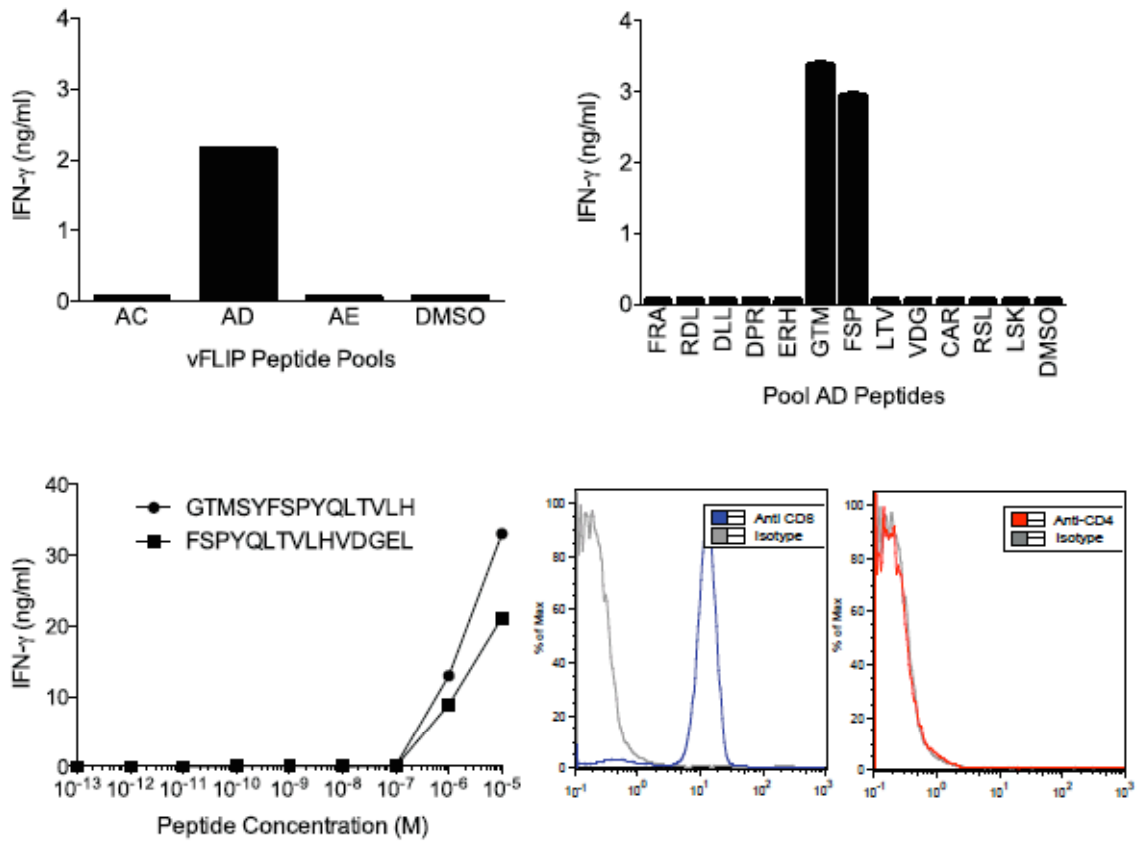 4
3
2
1
0
IFN-γ (ng/ml)
AC AD AE DMSO
vFLIP Peptide Pools
4
3
2
1
0
IFN-γ (ng/ml)
FRA
RDL
DLL
DPR
ERH
GTM
FSP
LTV
VDG
CAR
RSL
LSK
DMSO
Pool AD Peptides
40
30
20
10
0
IFN-γ (ng/ml)
GTMSYFSPYQLTVLH
FSPYQLTVLHVDGEL
10-13 10-12 10-11 10-10 10-9 10-8 10-7 10-6 10-5
Peptide Concentration (M)
100
80
60
40
20
0
% of Max
Anti CD8
Isotype
10-1 100 101 102 103
100
80
60
40
20
0
% of Max
Anti-CD4
Isotype
10-1 100 101 102 103